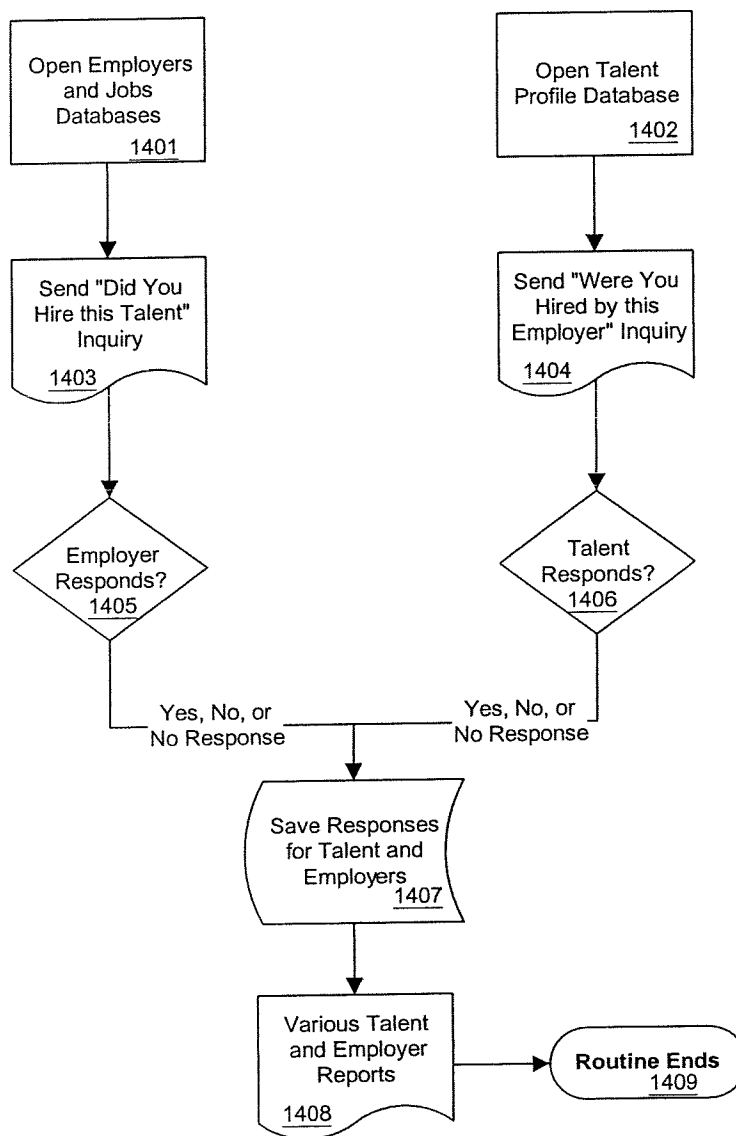 Open Employers
and Jobs
Databases
1401
Open Talent
Profile Database
1402
Send "Did You
Hire this Talent"
Inquiry
1403
Send "Were You
Hired by this
Employer" Inquiry
1404
Employer
Responds?
1405
Talent
Responds?
1406
Yes, No, or
No Response
Yes, No, or
No Response
Save Responses
for Talent and
Employers
1407
Various Talent
and Employer
Reports
1408
Routine Ends
1409